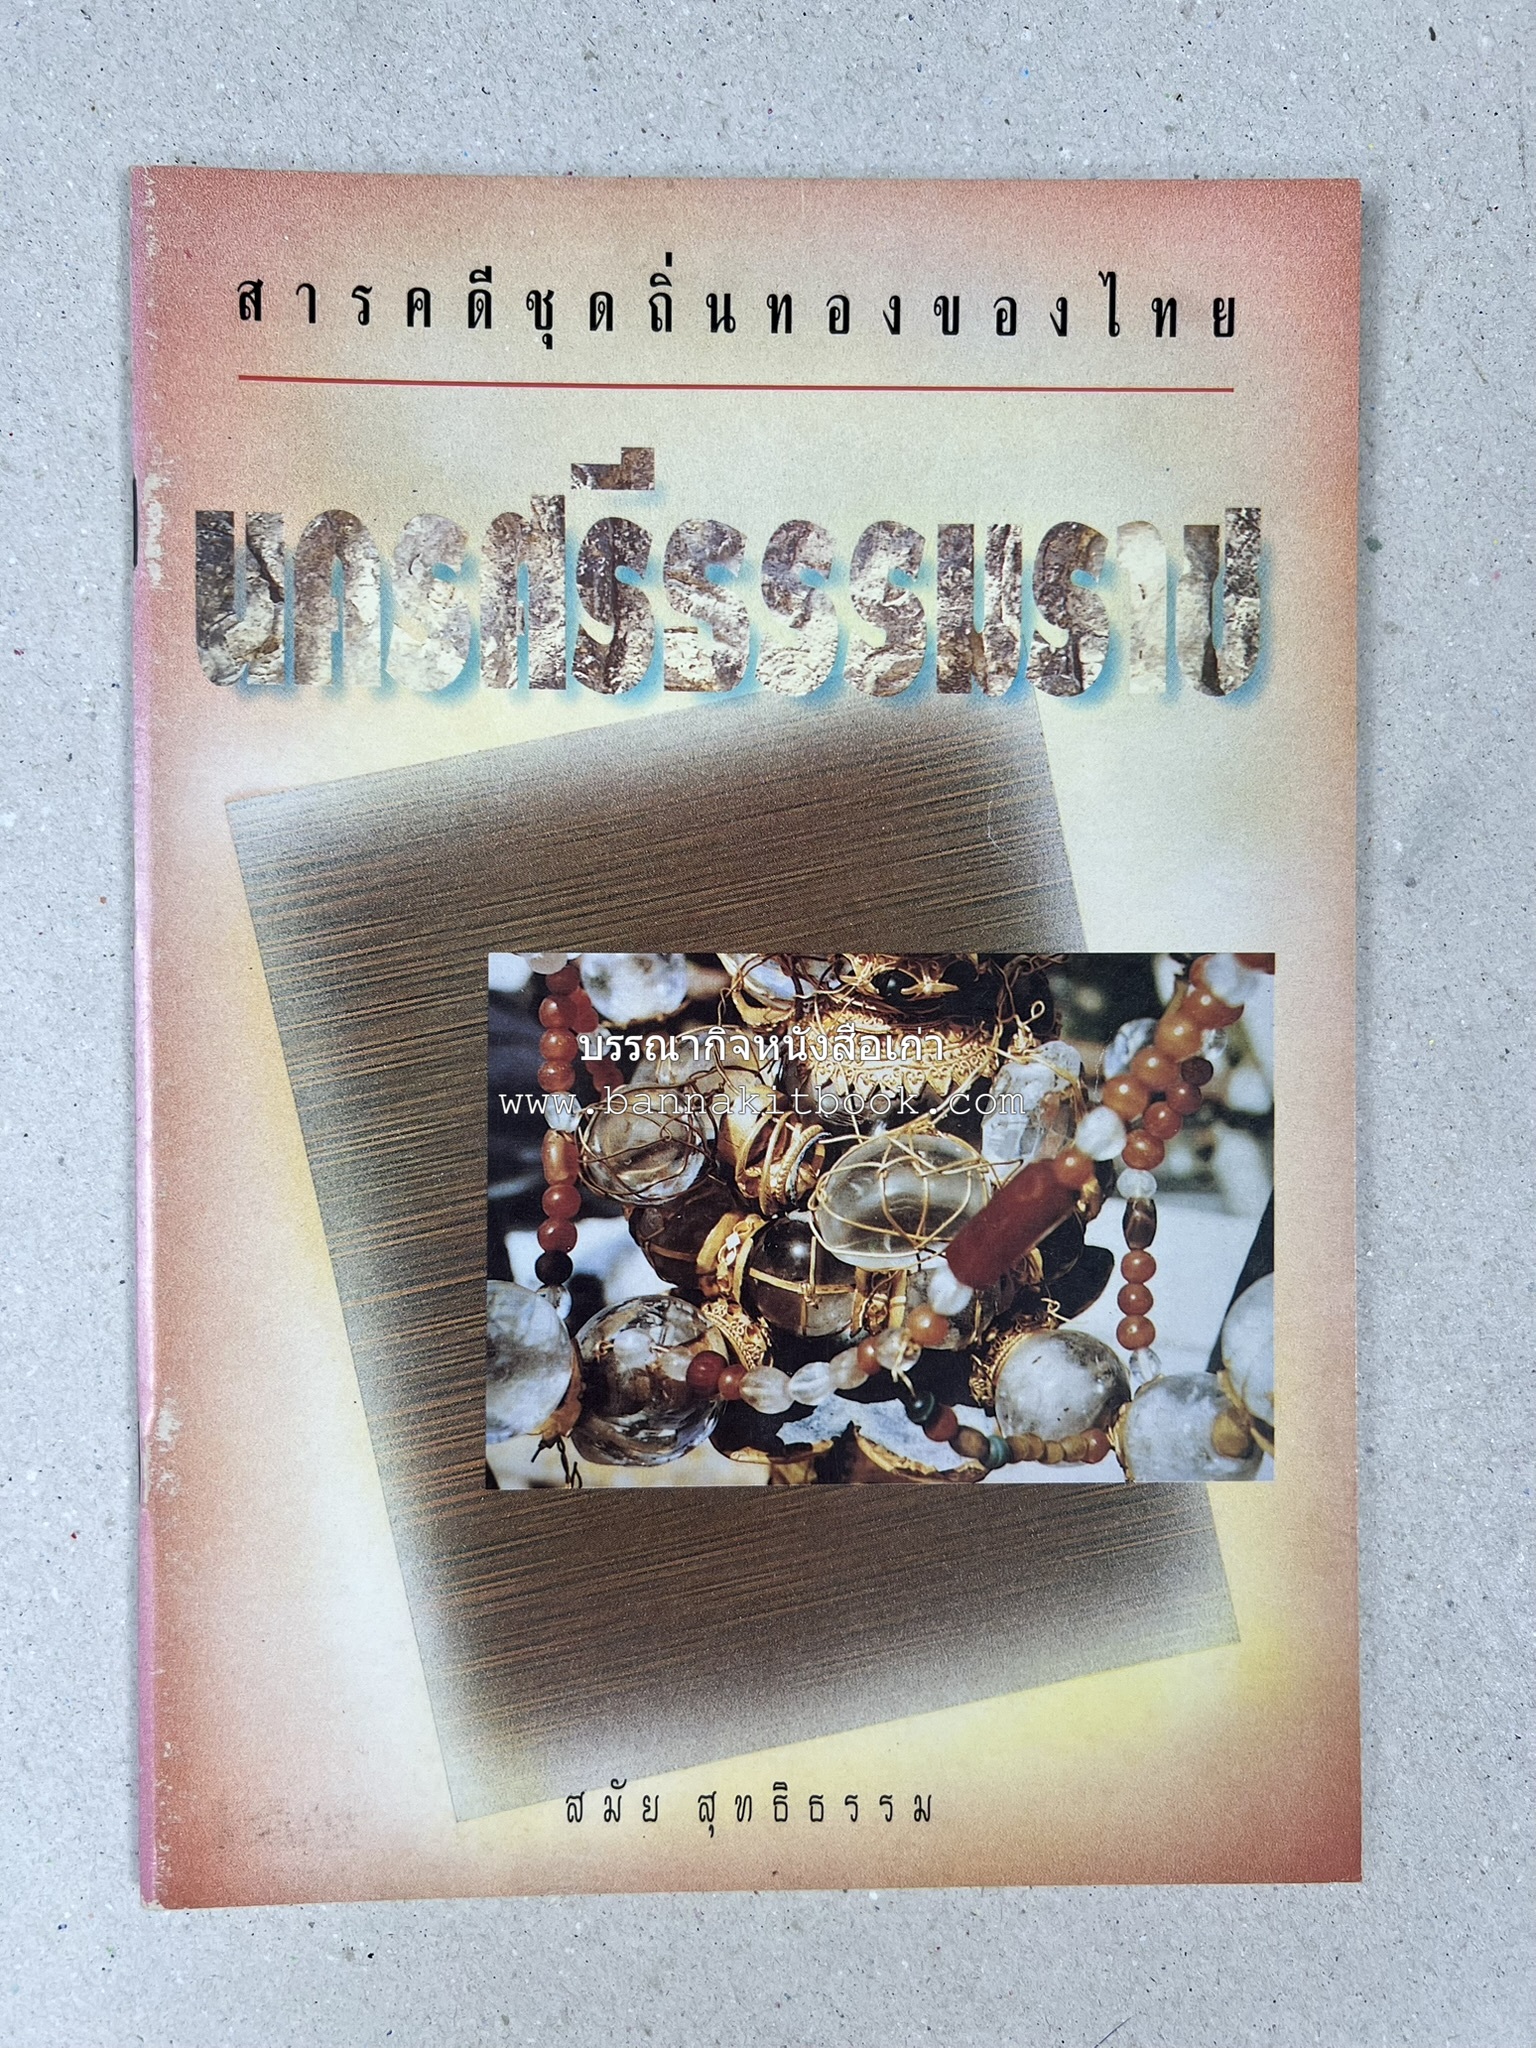 สารคดีชุดถิ่นทองของไทย
นครศรีธรรมราช
บรรณากิจหนังสือเก่า
www.bannakitbook.com
สมัย สุทธิธรรม